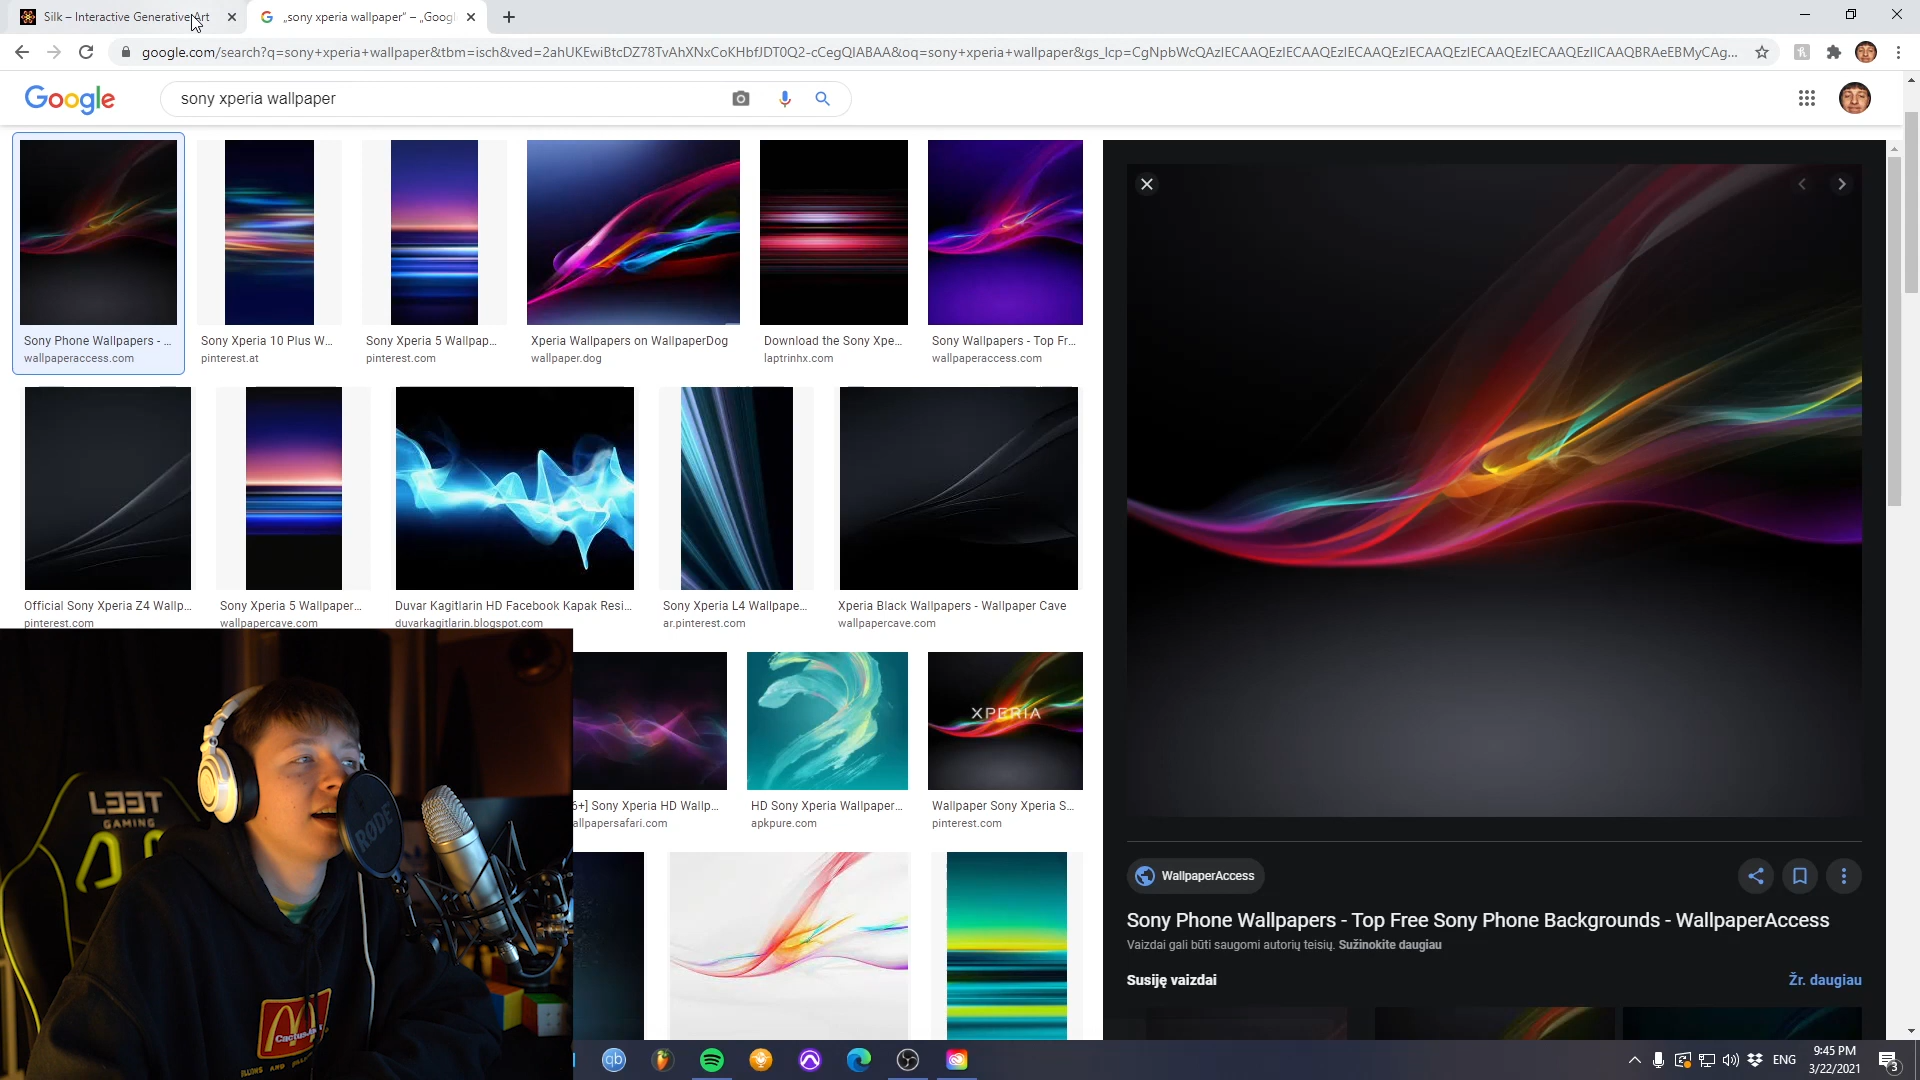 Silk – Interactive Generative Art
„sony xperia wallpaper“ – „Googl
google.com/search?q=sony+xperia+wallpaper&tbm=isch&ved=2ahUKEwiBtcDZ78TvAhXNxCoKHbfJDT0Q2-cCegQIABAA&oq=sony+xperia+wallpaper&gs_lcp=CgNpbWcQAzIECAAQEzIECAAQEzIECAAQEzIECAAQEzIECAAQEzIECAAQEzIECAAQEzIICAAQBRAeEBMyCAg...
Google
sony xperia wallpaper
Sony Phone Wallpapers - ...
wallpaperaccess.com
Sony Xperia 10 Plus W...
pinterest.at
Sony Xperia 5 Wallpap...
pinterest.com
Xperia Wallpapers on WallpaperDog
wallpaper.dog
Download the Sony Xpe...
laptrinhx.com
Sony Wallpapers - Top Fr...
wallpaperaccess.com
Official Sony Xperia Z4 Wallp...
pinterest.com
Sony Xperia 5 Wallpaper...
wallpapercave.com
Duvar Kagitlarin HD Facebook Kapak Resi...
duvarkagitlarin.blogspot.com
Sony Xperia L4 Wallpape...
ar.pinterest.com
Xperia Black Wallpapers - Wallpaper Cave
wallpapercave.com
XPERIA
6+] Sony Xperia HD Wallp...
allpapersafari.com
HD Sony Xperia Wallpaper...
apkpure.com
Wallpaper Sony Xperia S...
pinterest.com
WallpaperAccess
Sony Phone Wallpapers - Top Free Sony Phone Backgrounds - WallpaperAccess
Vaizdai gali būti saugomi autorių teisių. Sužinokite daugiau
Susiję vaizdai
Žr. daugiau
L33T
GAMING
RØDE
qb
ENG
9:45 PM
3/22/2021
3